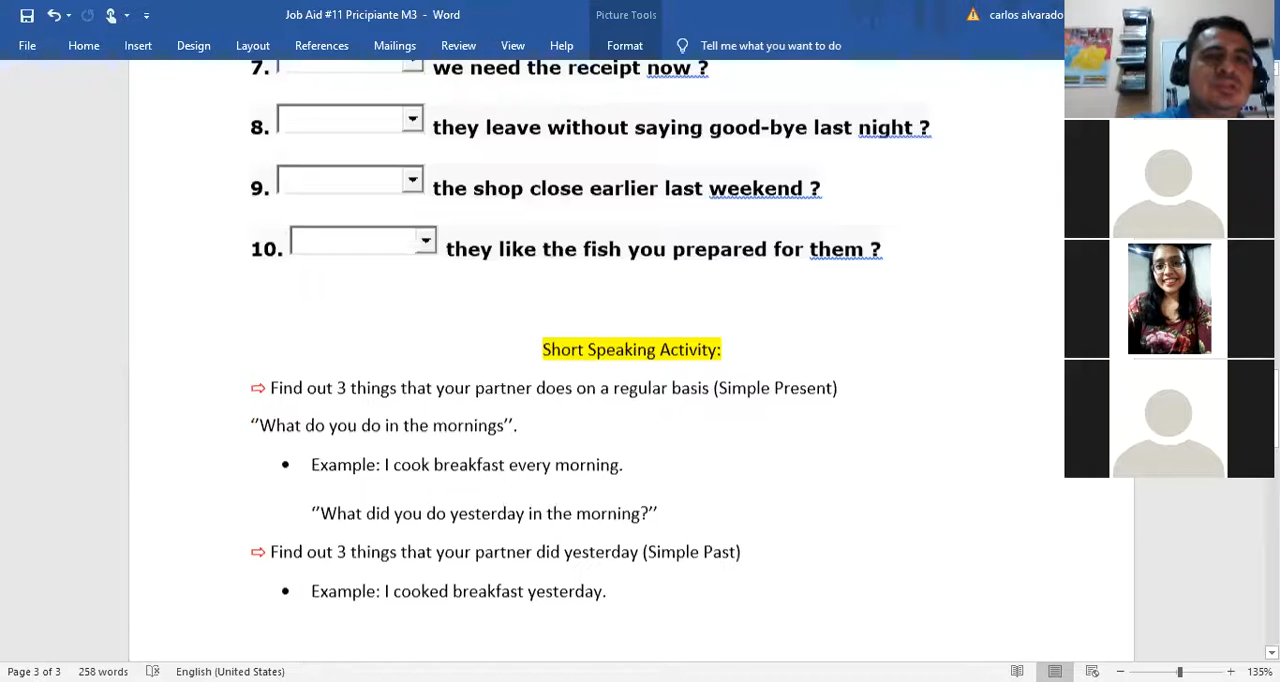 Job Aid #11 Pricipiante M3 - Word
Picture Tools
carlos alvarado
File Home Insert Design Layout References Mailings Review View Help Format Tell me what you want to do
7. we need the receipt now ?
8. they leave without saying good-bye last night ?
9. the shop close earlier last weekend ?
10. they like the fish you prepared for them ?
Short Speaking Activity:
⇨ Find out 3 things that your partner does on a regular basis (Simple Present)
‘’What do you do in the mornings’’.
• Example: I cook breakfast every morning.
‘’What did you do yesterday in the morning?’’
⇨ Find out 3 things that your partner did yesterday (Simple Past)
• Example: I cooked breakfast yesterday.
Page 3 of 3 258 words English (United States) 135%